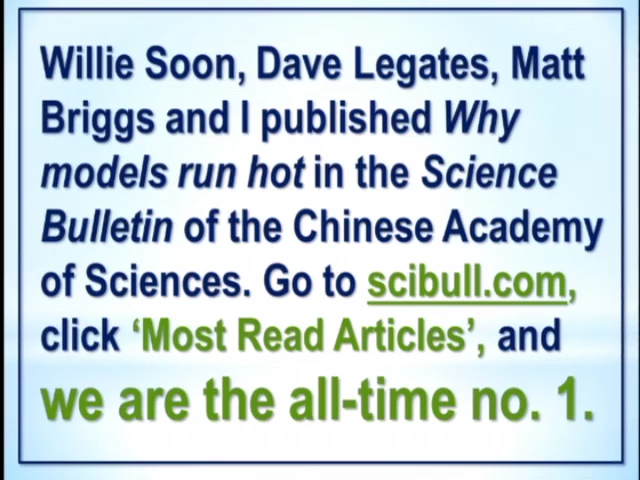 Willie Soon, Dave Legates, Matt
Briggs and I published Why
models run hot in the Science
Bulletin of the Chinese Academy
of Sciences. Go to scibull.com,
click ‘Most Read Articles’, and
we are the all-time no. 1.